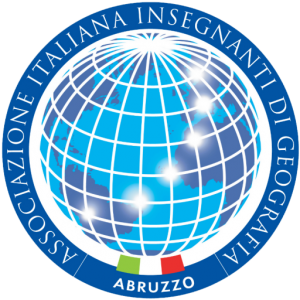 ASSOCIAZIONE ITALIANA INSEGNANTI DI GEOGRAFIA
ABRUZZO